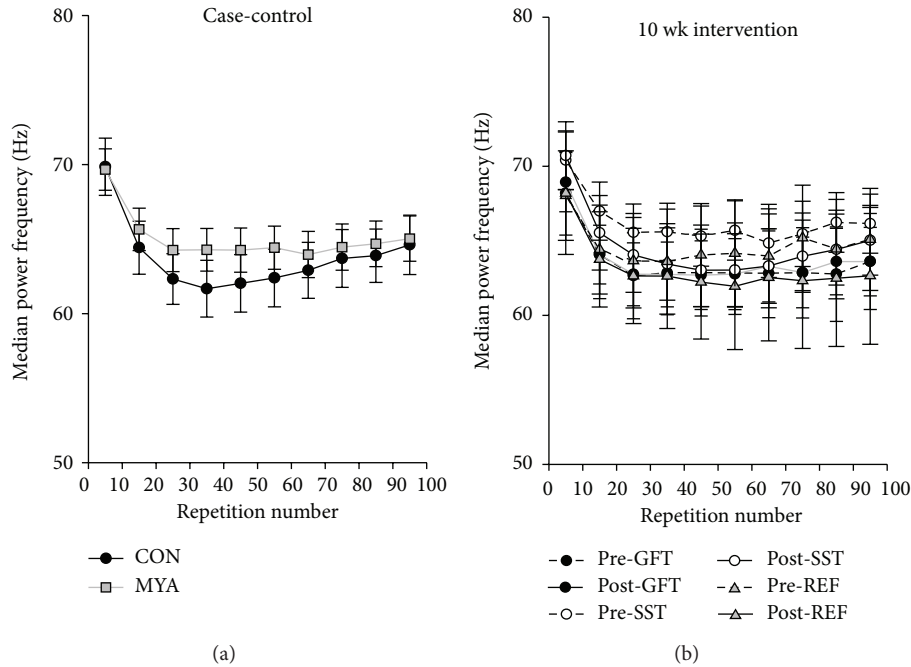 Case-control
80
70
60
50
Median power frequency (Hz)
0 10 20 30 40 50 60 70 80 90 100
Repetition number
CON
MYA
(a)
10 wk intervention
80
70
60
50
Median power frequency (Hz)
0 10 20 30 40 50 60 70 80 90 100
Repetition number
Pre-GFT
Post-GFT
Pre-SST
Post-SST
Pre-REF
Post-REF
(b)